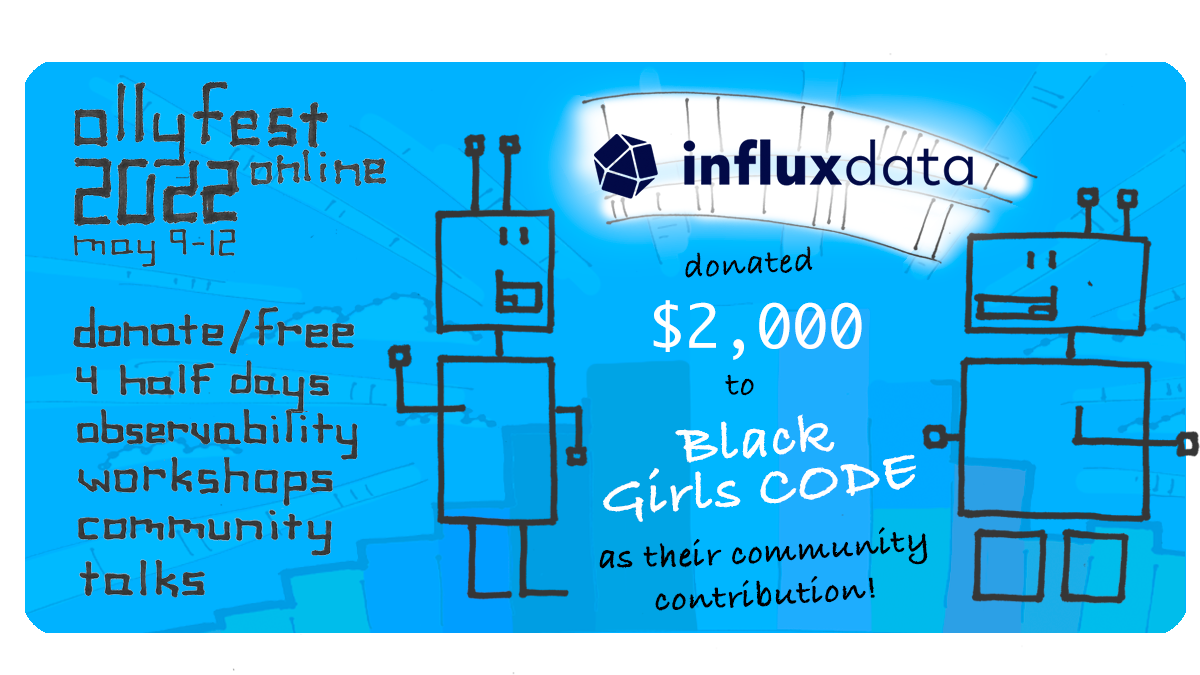 ollyfest
2022 online
may 9-12
donate/free
4 half days
observability
workshops
community
talks
influxdata
donated
$2,000
to
Black
Girls CODE
as their community
contribution!